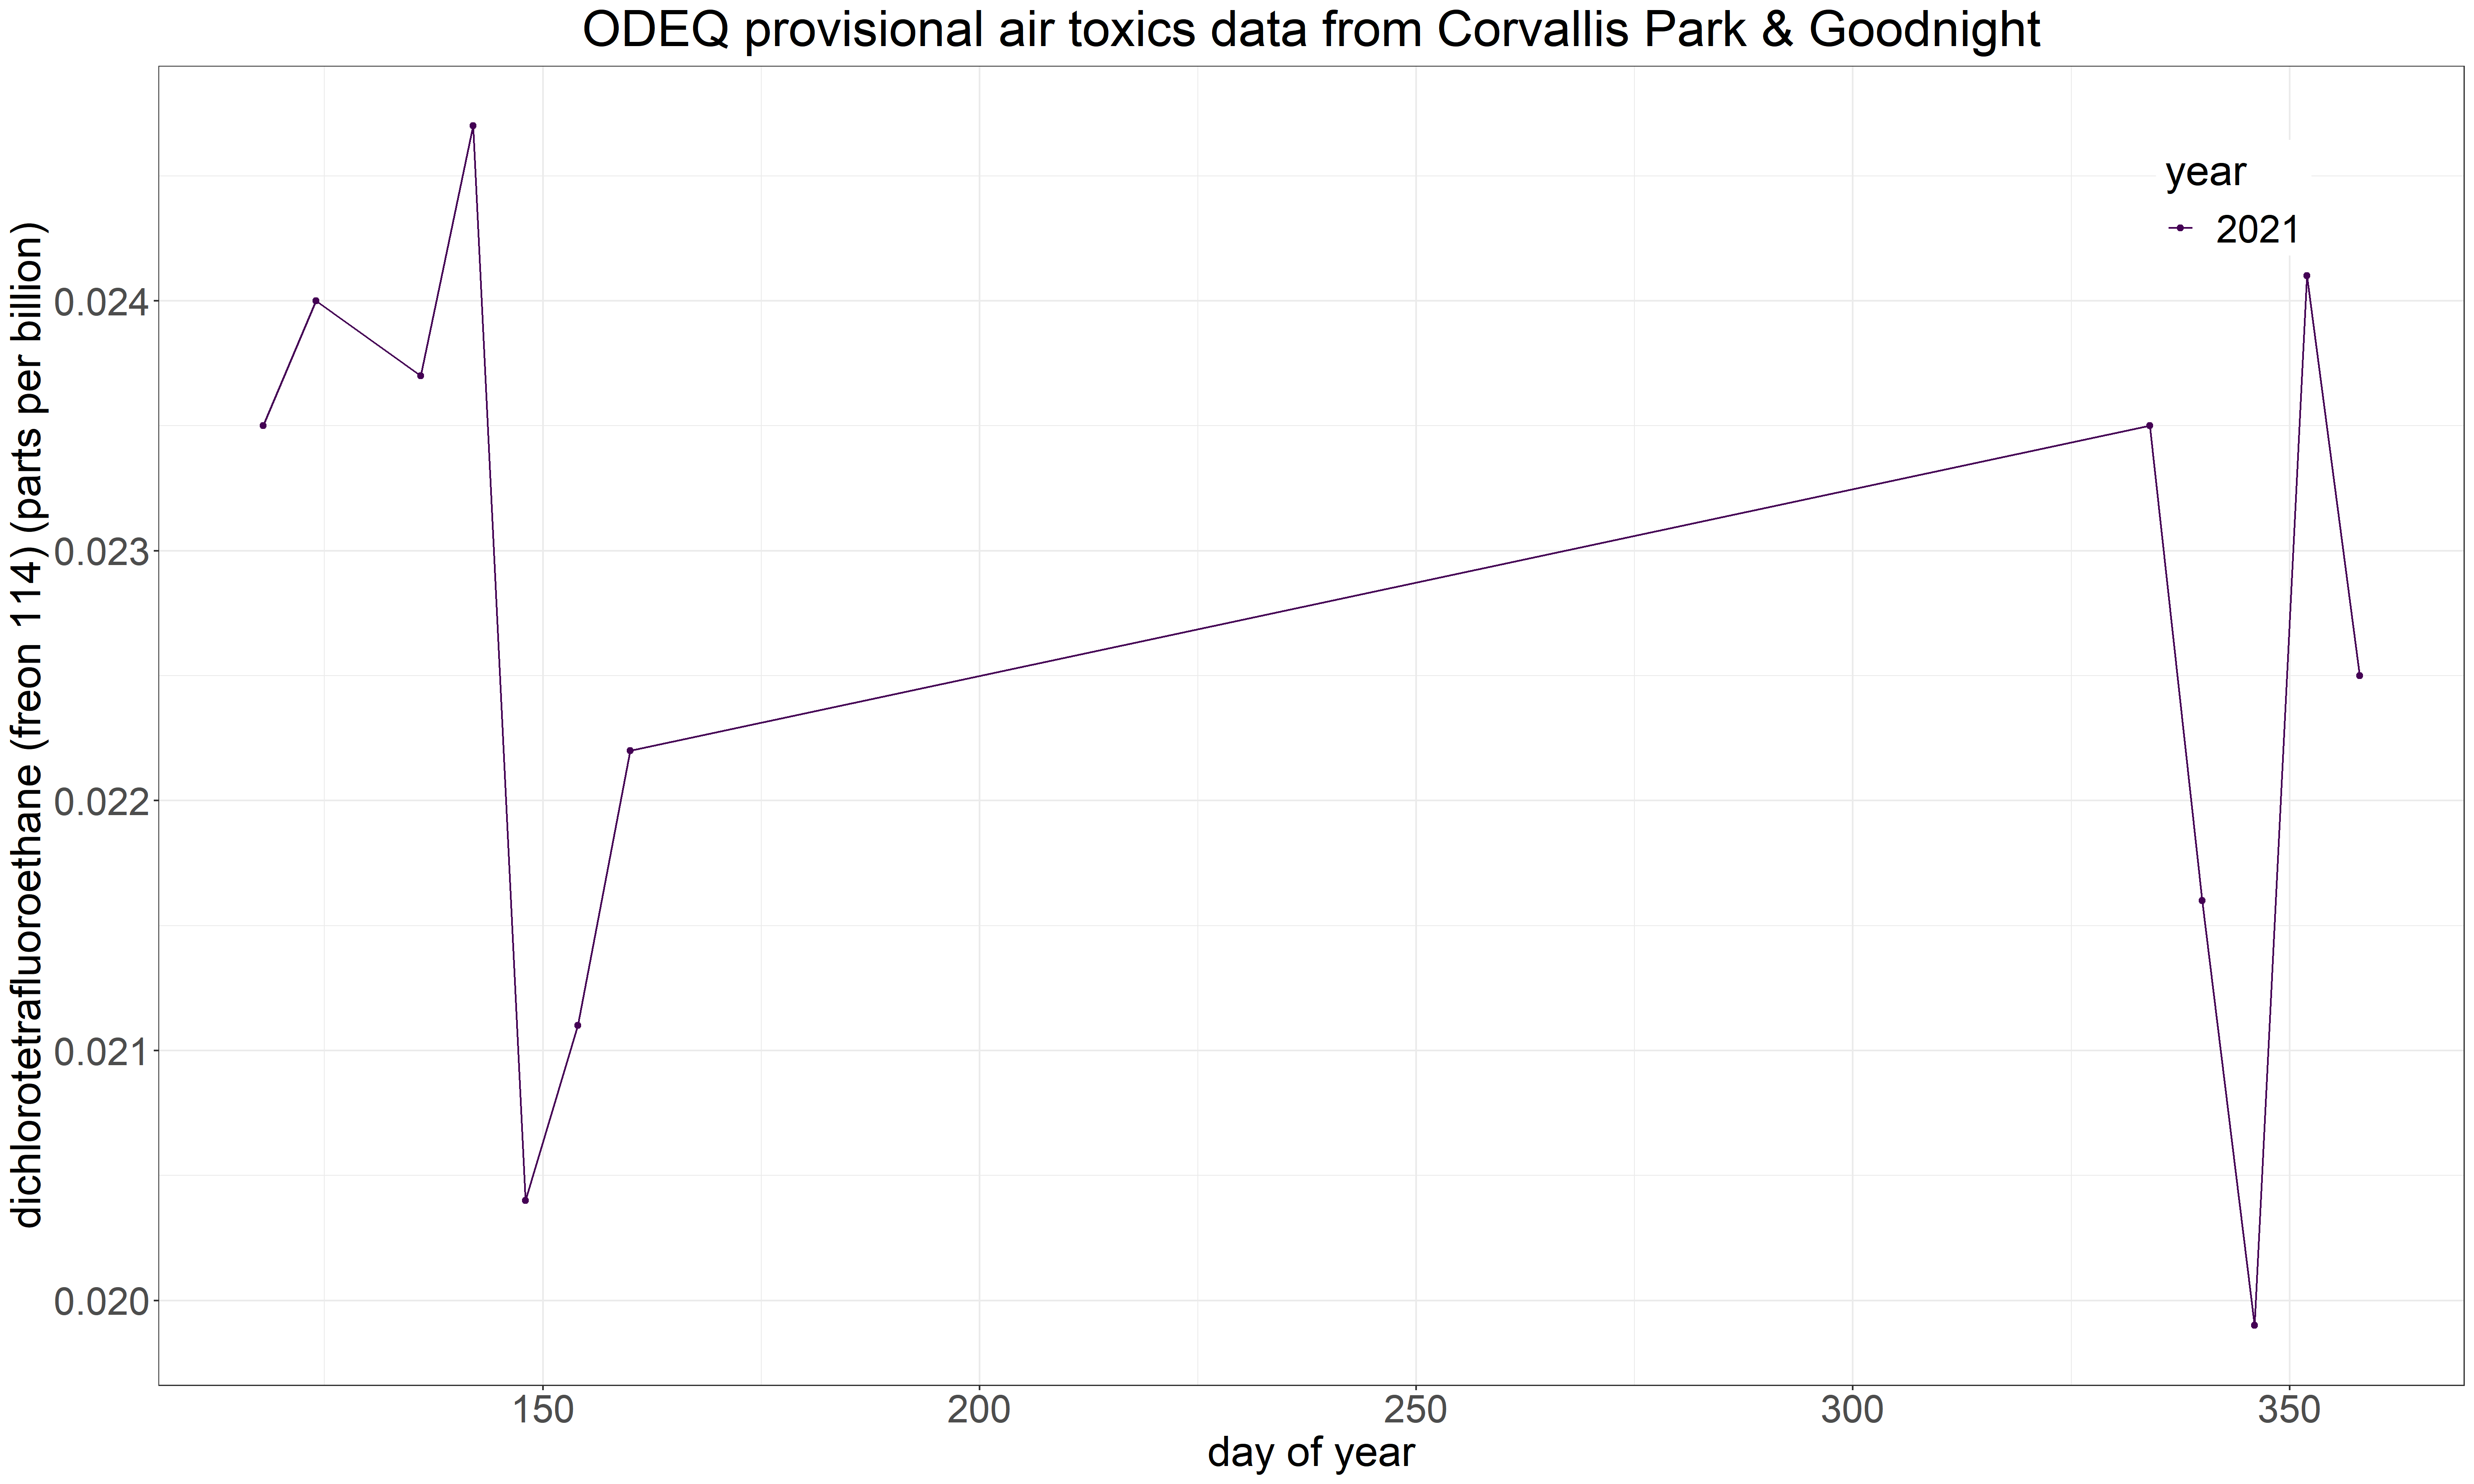 ODEQ provisional air toxics data from Corvallis Park & Goodnight
dichlorotetrafluoroethane (freon 114) (parts per billion)
0.024
0.023
0.022
0.021
0.020
year
2021
150
200
250
300
350
day of year